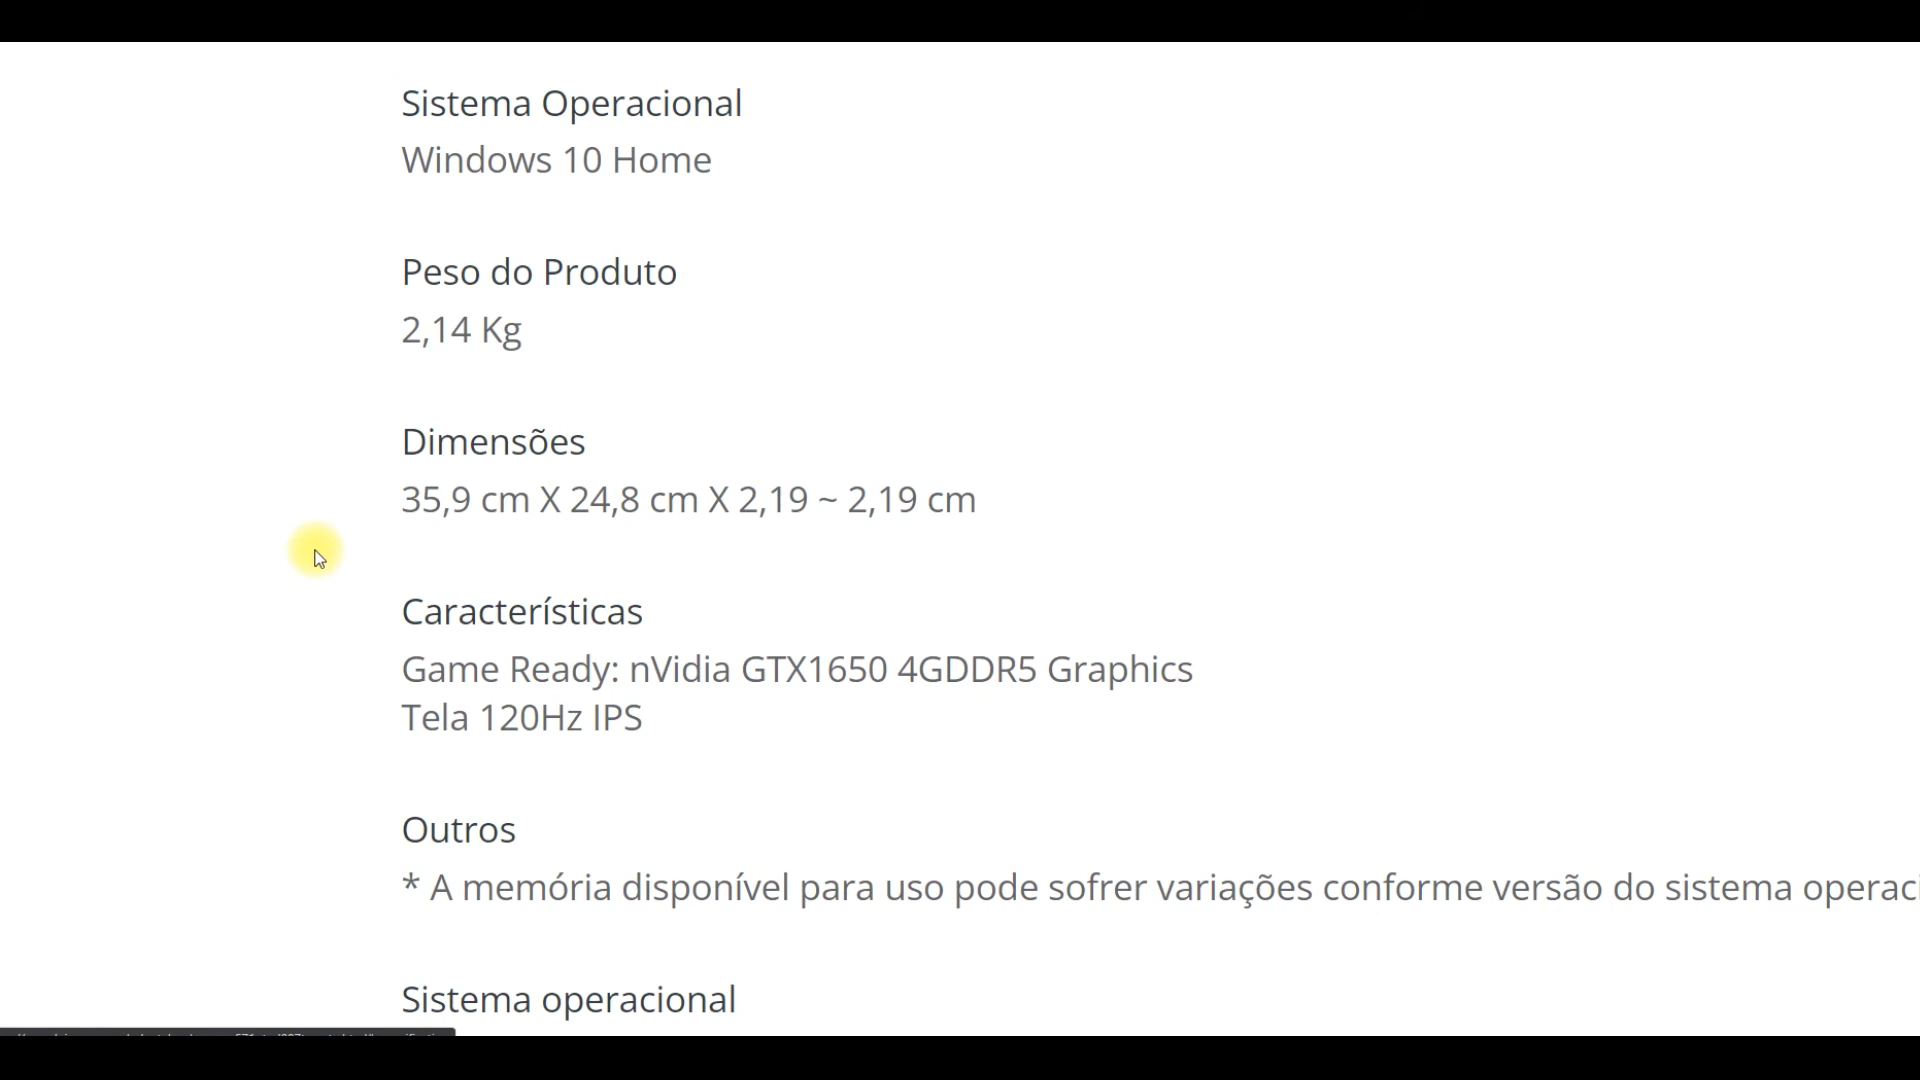 Sistema Operacional
Windows 10 Home
Peso do Produto
2,14 Kg
Dimensões
35,9 cm X 24,8 cm X 2,19 ~ 2,19 cm
Características
Game Ready: nVidia GTX1650 4GDDR5 Graphics
Tela 120Hz IPS
Outros
* A memória disponível para uso pode sofrer variações conforme versão do sistema operaci
Sistema operacional